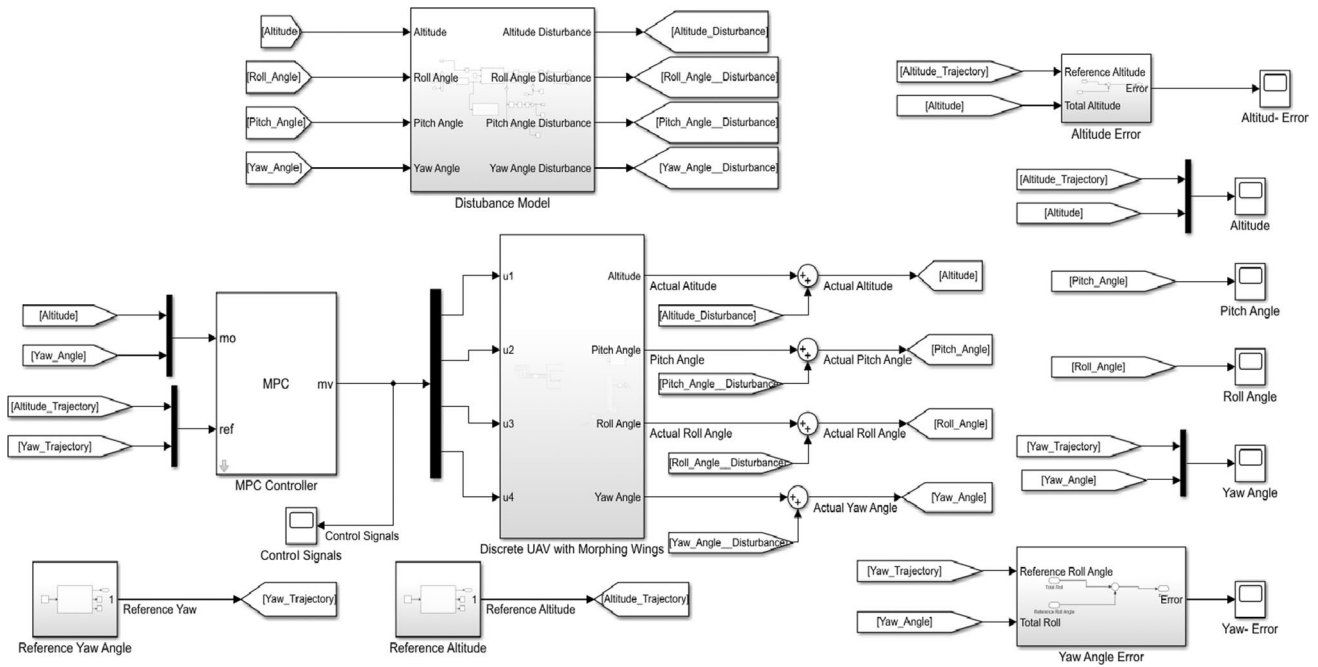 [Altitude]
Altitude
Altitude Disturbance
[Altitude_Disturbance]
[Roll_Angle]
Roll Angle
Roll Angle Disturbance
[Roll_Angle__Disturbance]
[Pitch_Angle]
Pitch Angle
Pitch Angle Disturbance
[Pitch_Angle__Disturbance]
[Yaw_Angle]
Yaw Angle
Yaw Angle Disturbance
[Yaw_Angle__Disturbance]
Distubance Model
[Altitude_Trajectory]
Reference Altitude
Error
[Altitude]
Total Altitude
Altitude Error
Altitud- Error
[Altitude_Trajectory]
[Altitude]
Altitude
[Pitch_Angle]
Pitch Angle
[Roll_Angle]
Roll Angle
[Yaw_Trajectory]
[Yaw_Angle]
Yaw Angle
[Altitude]
[Yaw_Angle]
mo
[Altitude_Trajectory]
[Yaw_Trajectory]
ref
MPC
mv
MPC Controller
Control Signals
Control Signals
u1
u2
u3
u4
Altitude
Pitch Angle
Roll Angle
Yaw Angle
Discrete UAV with Morphing Wings
Actual Atitude
[Altitude_Disturbance]
Actual Altitude
[Altitude]
Pitch Angle
[Pitch_Angle__Disturbance
Actual Pitch Angle
[Pitch_Angle]
Actual Roll Angle
[Roll_Angle__Disturbance
Actual Roll Angle
[Roll_Angle]
[Yaw_Angle__Disturbance
Actual Yaw Angle
[Yaw_Angle]
1
Reference Yaw
[Yaw_Trajectory]
Reference Yaw Angle
1
Reference Altitude
[Altitude_Trajectory]
Reference Altitude
[Yaw_Trajectory]
Reference Roll Angle
Total Roll
Reference Roll Angle
Error
[Yaw_Angle]
Total Roll
Yaw Angle Error
Yaw- Error